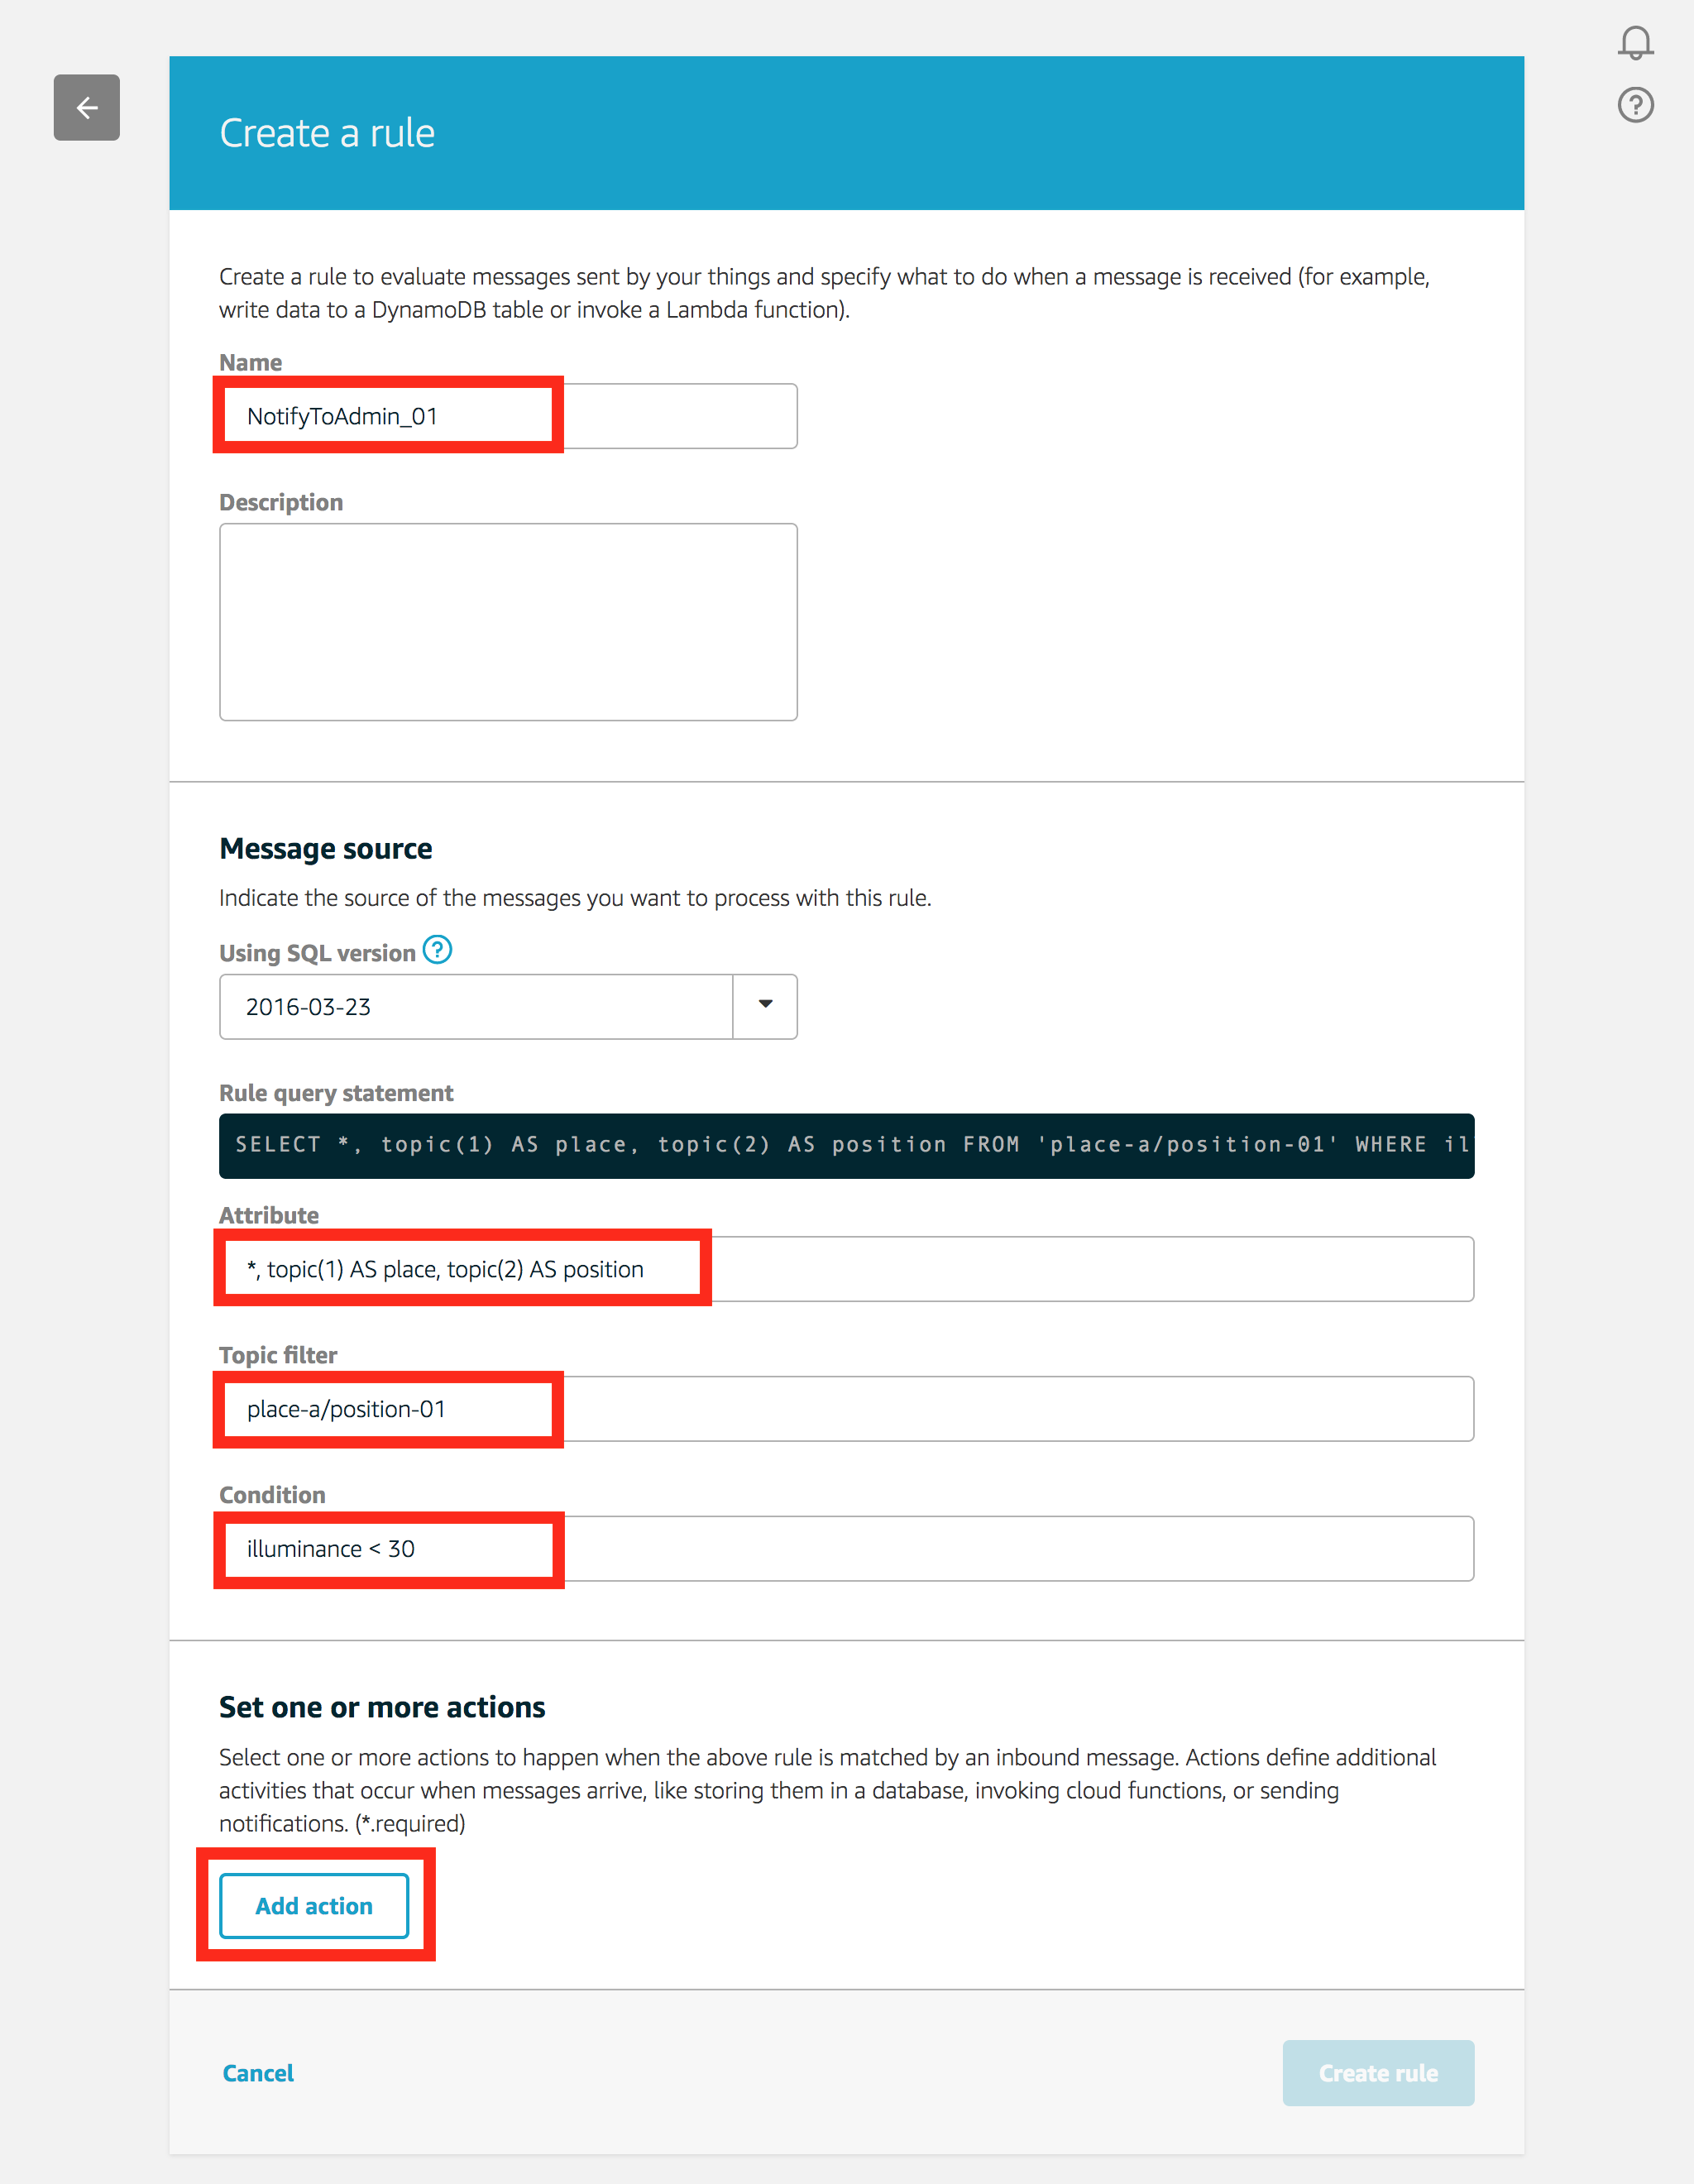 Create a rule
Create a rule to evaluate messages sent by your things and specify what to do when a message is received (for example,
write data to a DynamoDB table or invoke a Lambda function).
Name
NotifyToAdmin_01
Description
Message source
Indicate the source of the messages you want to process with this rule.
Using SQL version ?
2016-03-23
Rule query statement
SELECT *, topic(1) AS place, topic(2) AS position FROM 'place-a/position-01' WHERE il
Attribute
*, topic(1) AS place, topic(2) AS position
Topic filter
place-a/position-01
Condition
illuminance < 30
Set one or more actions
Select one or more actions to happen when the above rule is matched by an inbound message. Actions define additional
activities that occur when messages arrive, like storing them in a database, invoking cloud functions, or sending
notifications. (*.required)
Add action
Cancel
Create rule